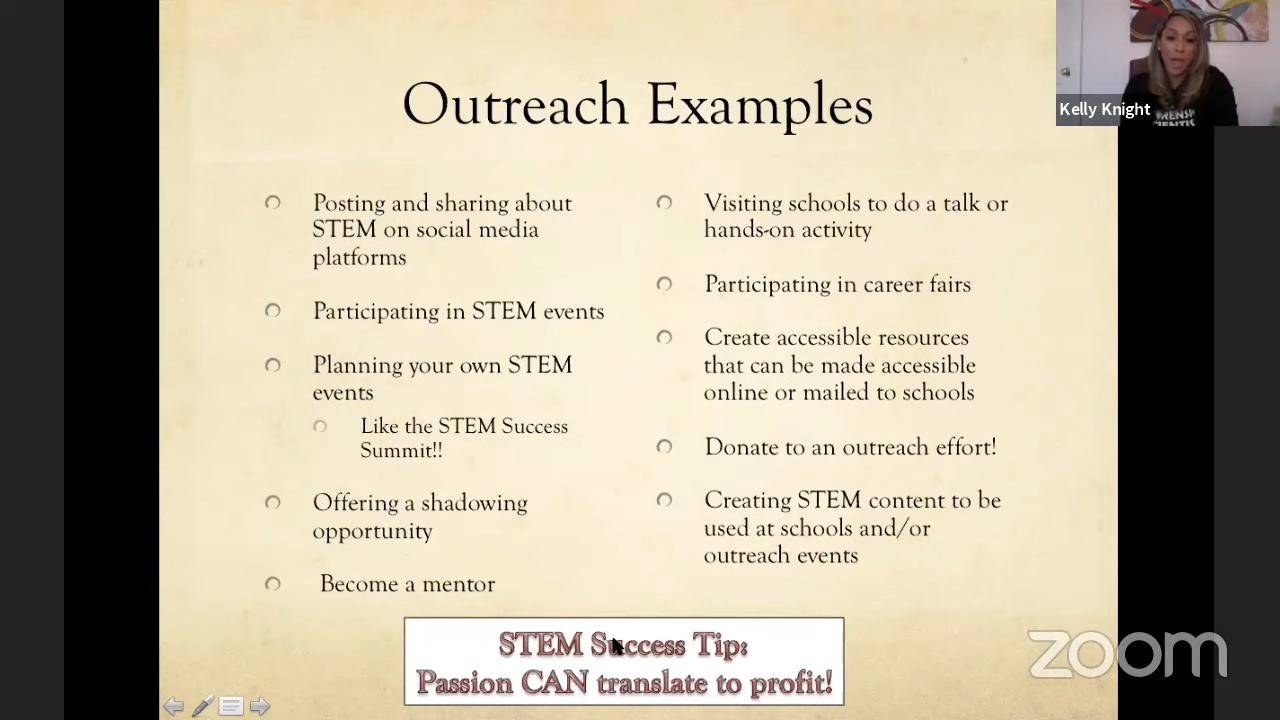 Outreach Examples
Posting and sharing about
STEM on social media
platforms
Participating in STEM events
Planning your own STEM
events
Like the STEM Success
Summit!!
Offering a shadowing
opportunity
Become a mentor
Visiting schools to do a talk or
hands-on activity
Participating in career fairs
Create accessible resources
that can be made accessible
online or mailed to schools
Donate to an outreach effort!
Creating STEM content to be
used at schools and/or
outreach events
STEM Success Tip:
Passion CAN translate to profit!
Kelly Knight
zoom